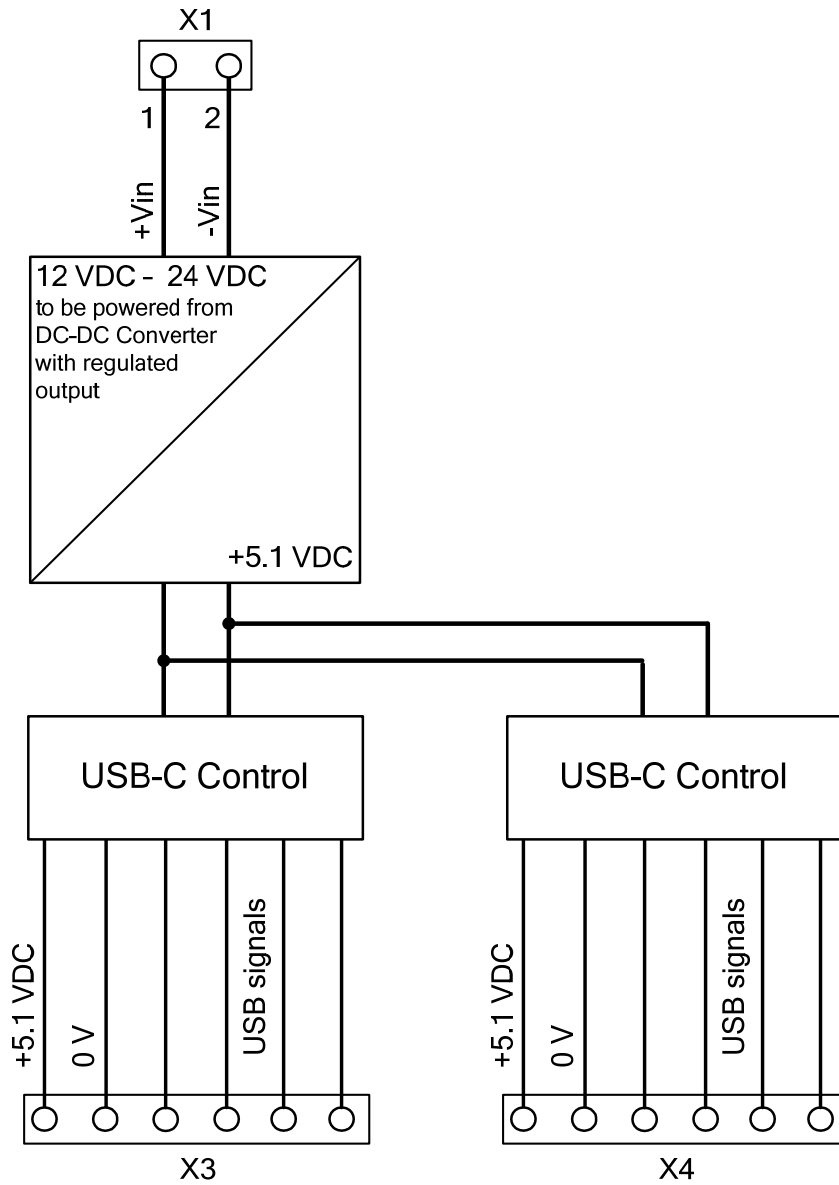 X1
1 2
+Vin -Vin
12 VDC - 24 VDC
to be powered from
DC-DC Converter
with regulated
output
+5.1 VDC
USB-C Control USB-C Control
+5.1 VDC 0 V USB signals +5.1 VDC 0 V USB signals
X3 X4